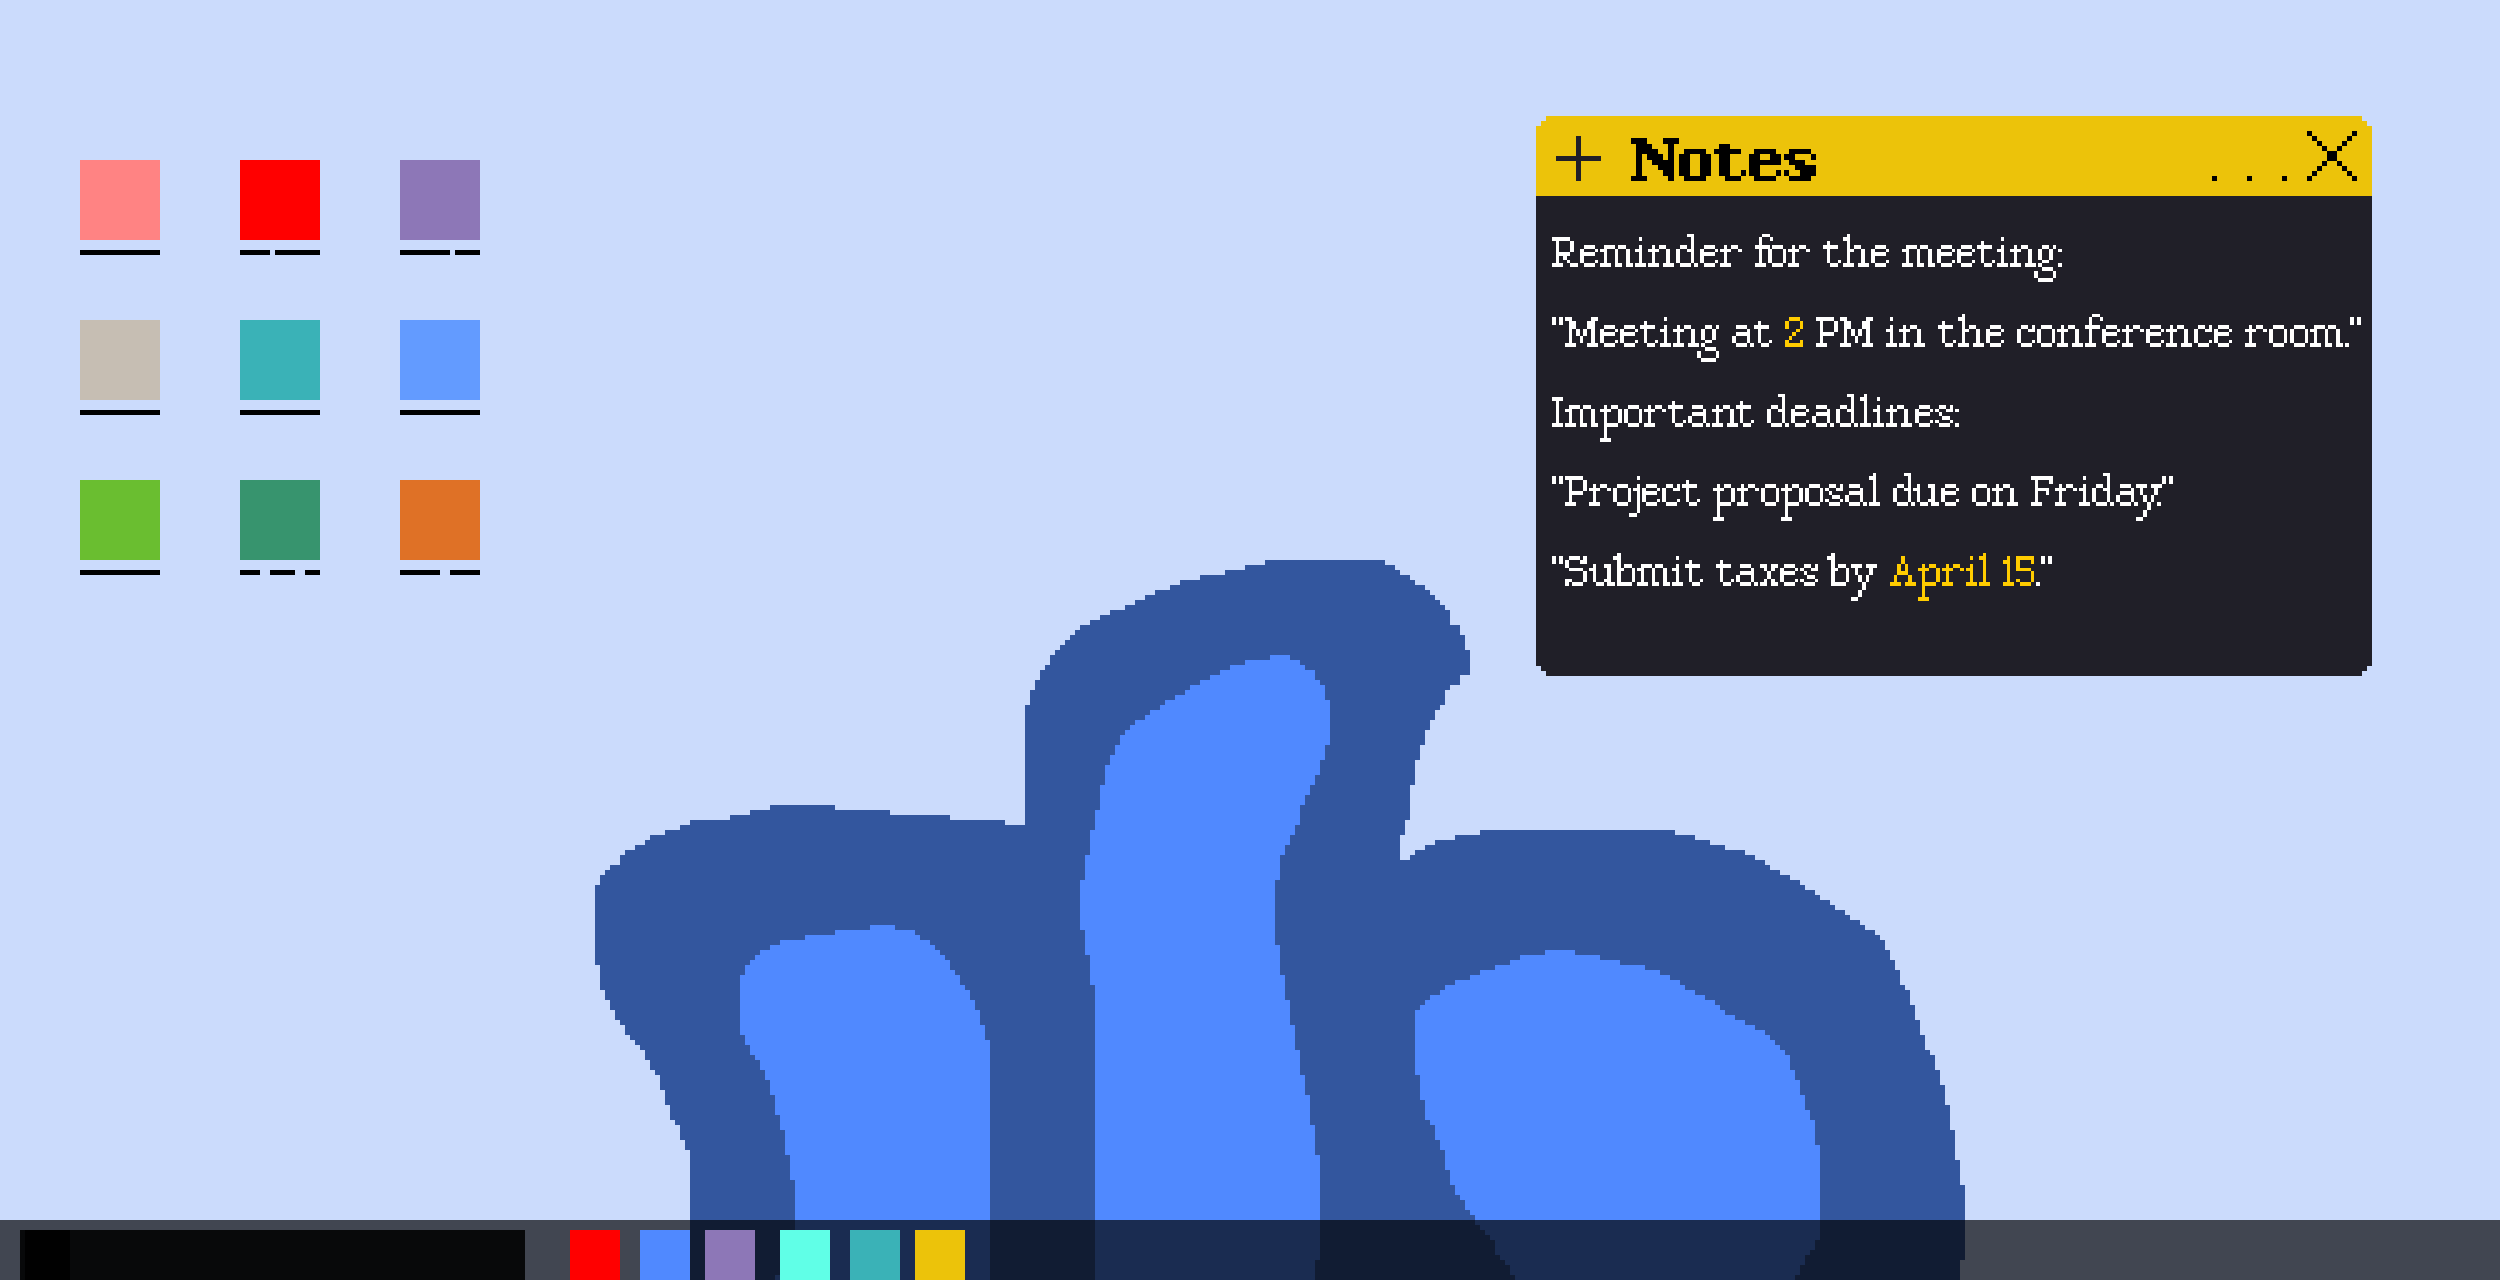 + Notes ...X
Reminder for the meeting:
"Meeting at 2 PM in the conference room."
Important deadlines:
"Project proposal due on Friday."
"Submit taxes by April 15."